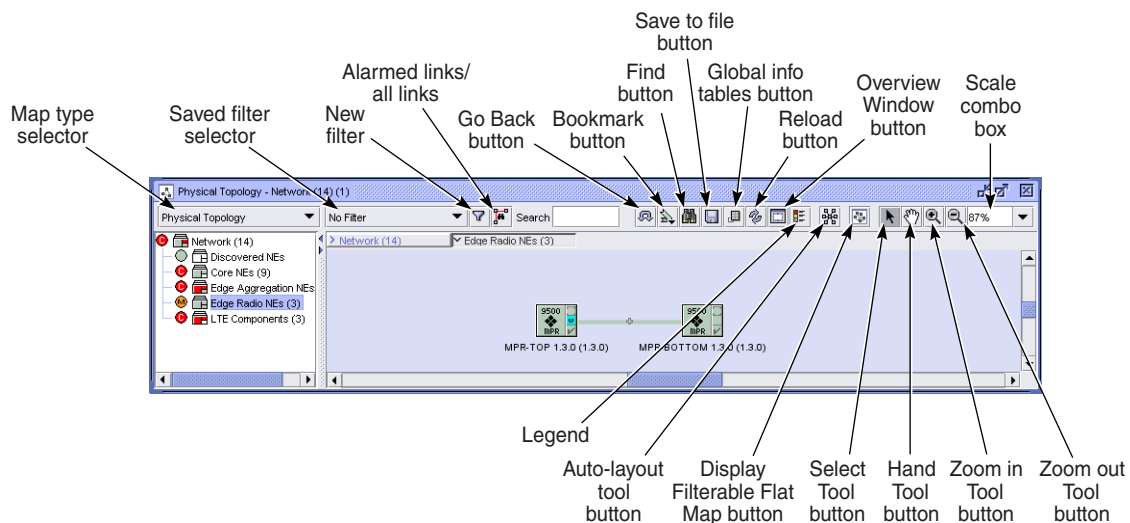 Save to file
button
Alarmed links/
all links
Find
button
Global info
tables button
Overview
Window
button
Scale
combo
box
Map type
selector
Saved filter
selector
New
filter
Go Back
button
Bookmark
button
Reload
button
Physical Topology - Network (14) (1)
Physical Topology
No Filter
Search
87%
Network (14)
Discovered NEs
C Core NEs (9)
C Edge Aggregation NEs
M Edge Radio NEs (3)
C LTE Components (3)
C
> Network (14)
Edge Radio NEs (3)
9500
MPR
9500
MPR
MPR-TOP 1.3.0 (1.3.0)
MPR-BOTTOM 1.3.0 (1.3.0)
Legend
Auto-layout
tool
button
Display
Filterable Flat
Map button
Select
Tool
button
Hand
Tool
button
Zoom in
Tool
button
Zoom out
Tool
button